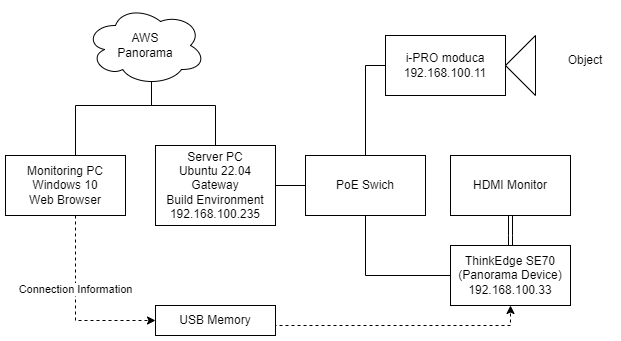 AWS
Panorama
i-PRO moduca
192.168.100.11
Object
Monitoring PC
Windows 10
Web Browser
Server PC
Ubuntu 22.04
Gateway
Build Environment
192.168.100.235
PoE Swich
HDMI Monitor
ThinkEdge SE70
(Panorama Device)
192.168.100.33
Connection Information
USB Memory